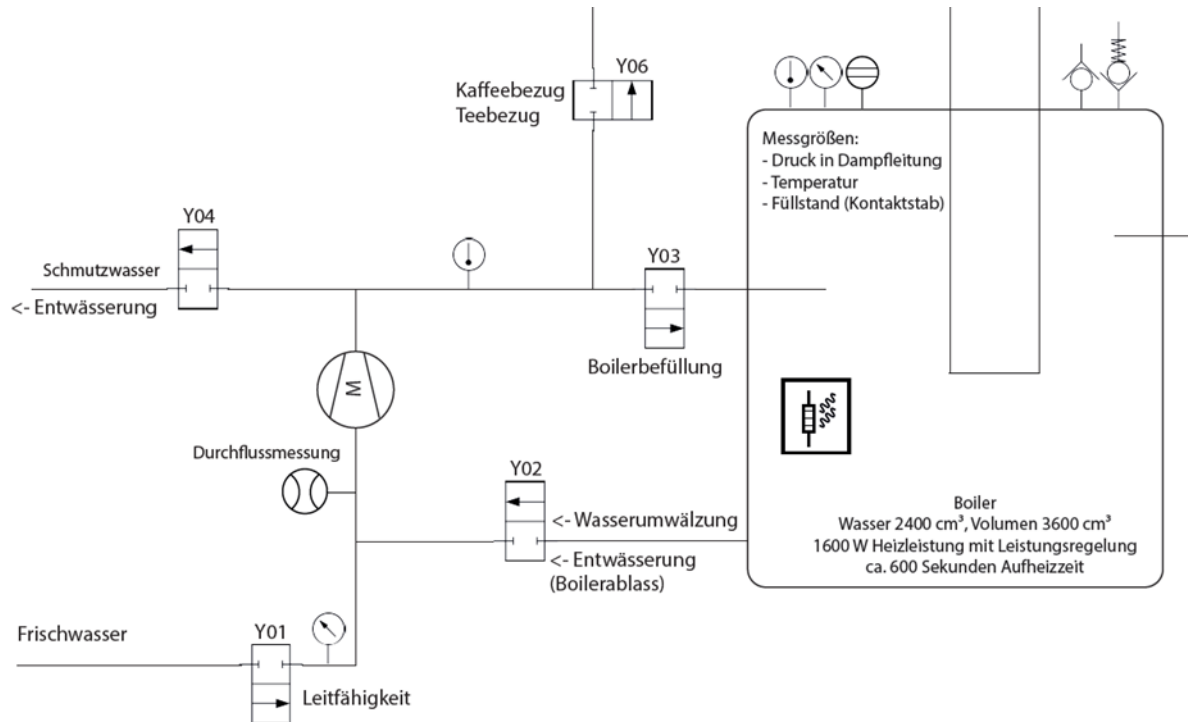 Y06
Kaffeebezug
Teebezug
Messgrößen:
- Druck in Dampfleitung
- Temperatur
- Füllstand (Kontaktstab)
Y04
Schmutzwasser
<- Entwässerung
Y03
Boilerbefüllung
M
Durchflussmessung
Y02
<- Wasserumwälzung
<- Entwässerung
(Boilerablass)
Boiler
Wasser 2400 cm³, Volumen 3600 cm³
1600 W Heizleistung mit Leistungsregelung
ca. 600 Sekunden Aufheizzeit
Frischwasser
Y01
Leitfähigkeit